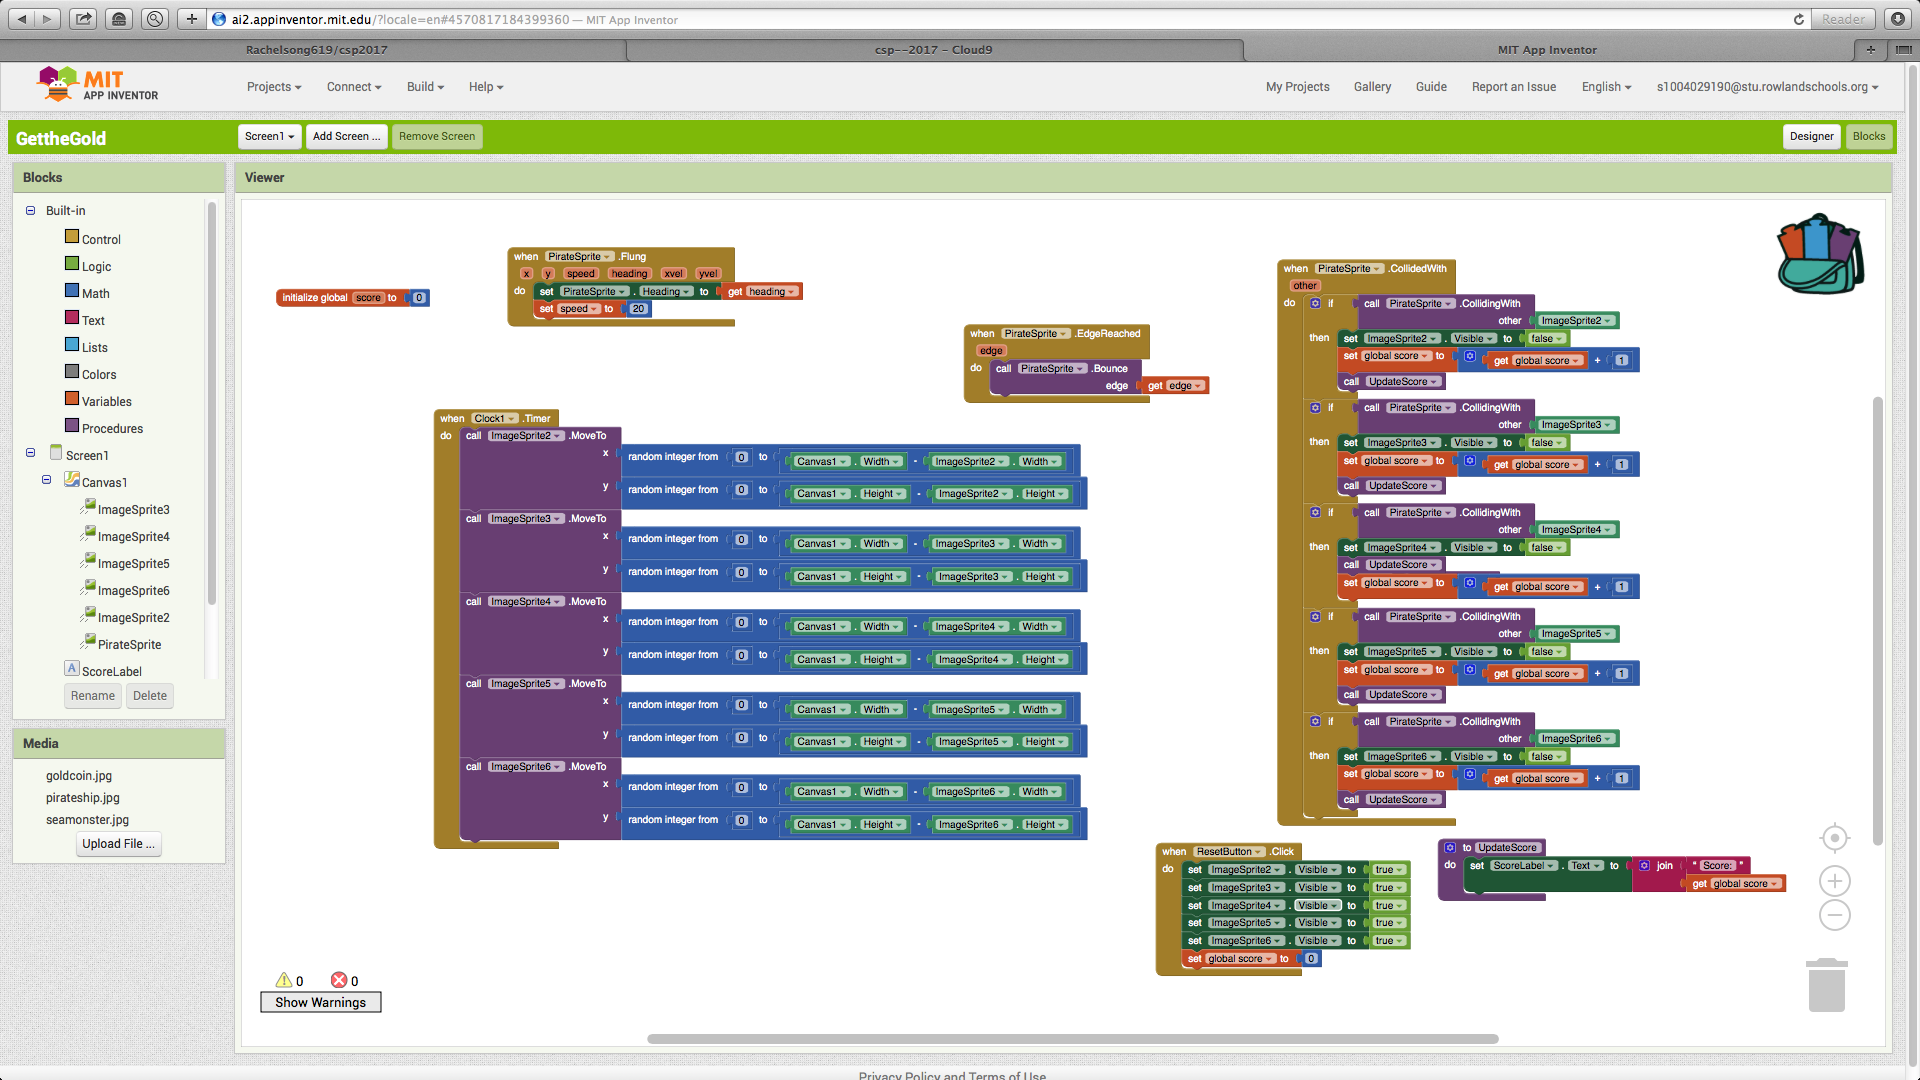 ai2.appinventor.mit.edu/?locale=en#4570817184399360 — MIT App Inventor
Reader
Rachelsong619/csp2017
csp--2017 - Cloud9
MIT App Inventor
MIT
APP INVENTOR
Projects
Connect
Build
Help
My Projects
Gallery
Guide
Report an Issue
English
s1004029190@stu.rowlandschools.org
GettheGold
Screen1
Add Screen ...
Remove Screen
Designer
Blocks
Blocks
Built-in
Control
Logic
Math
Text
Lists
Colors
Variables
Procedures
Screen1
Canvas1
ImageSprite3
ImageSprite4
ImageSprite5
ImageSprite6
ImageSprite2
PirateSprite
A ScoreLabel
Rename Delete
Media
goldcoin.jpg
pirateship.jpg
seamonster.jpg
Upload File ...
Viewer
initialize global score to 0
when PirateSprite .Flung
x y speed heading xvel yvel
do set PirateSprite . Heading to get heading
set speed to 20
when PirateSprite .EdgeReached
edge
do call PirateSprite .Bounce
edge get edge
when Clock1 .Timer
do call ImageSprite2 .MoveTo
x random integer from 0 to Canvas1 . Width - ImageSprite2 . Width
y random integer from 0 to Canvas1 . Height - ImageSprite2 . Height
call ImageSprite3 .MoveTo
x random integer from 0 to Canvas1 . Width - ImageSprite3 . Width
y random integer from 0 to Canvas1 . Height - ImageSprite3 . Height
call ImageSprite4 .MoveTo
x random integer from 0 to Canvas1 . Width - ImageSprite4 . Width
y random integer from 0 to Canvas1 . Height - ImageSprite4 . Height
call ImageSprite5 .MoveTo
x random integer from 0 to Canvas1 . Width - ImageSprite5 . Width
y random integer from 0 to Canvas1 . Height - ImageSprite5 . Height
call ImageSprite6 .MoveTo
x random integer from 0 to Canvas1 . Width - ImageSprite6 . Width
y random integer from 0 to Canvas1 . Height - ImageSprite6 . Height
when PirateSprite .CollidedWith
other
do if call PirateSprite .CollidingWith
other ImageSprite2
then set ImageSprite2 . Visible to false
set global score to get global score + 1
call UpdateScore
if call PirateSprite .CollidingWith
other ImageSprite3
then set ImageSprite3 . Visible to false
set global score to get global score + 1
call UpdateScore
if call PirateSprite .CollidingWith
other ImageSprite4
then set ImageSprite4 . Visible to false
call UpdateScore
set global score to get global score + 1
if call PirateSprite .CollidingWith
other ImageSprite5
then set ImageSprite5 . Visible to false
set global score to get global score + 1
call UpdateScore
if call PirateSprite .CollidingWith
other ImageSprite6
then set ImageSprite6 . Visible to false
set global score to get global score + 1
call UpdateScore
when ResetButton .Click
do set ImageSprite2 . Visible to true
set ImageSprite3 . Visible to true
set ImageSprite4 . Visible to true
set ImageSprite5 . Visible to true
set ImageSprite6 . Visible to true
set global score to 0
to UpdateScore
do set ScoreLabel . Text to join " Score: "
get global score
0 0
Show Warnings
Privacy Policy and Terms of Use